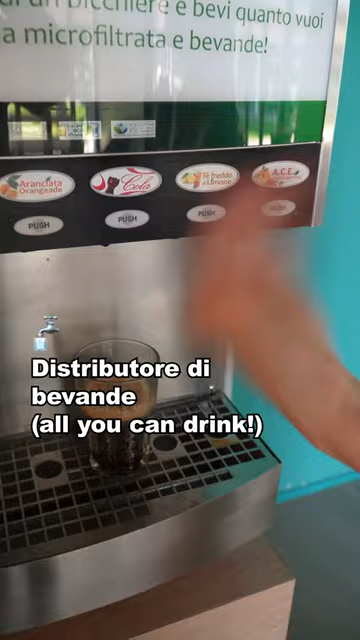 un bicchiere e bevi quanto vuoi
a microfiltrata e bevande!
Aranciata
Orangeade
Cola
Tè freddo
al Limone
A.C.E.
PUSH
PUSH
PUSH
Distributore di
bevande
(all you can drink!)